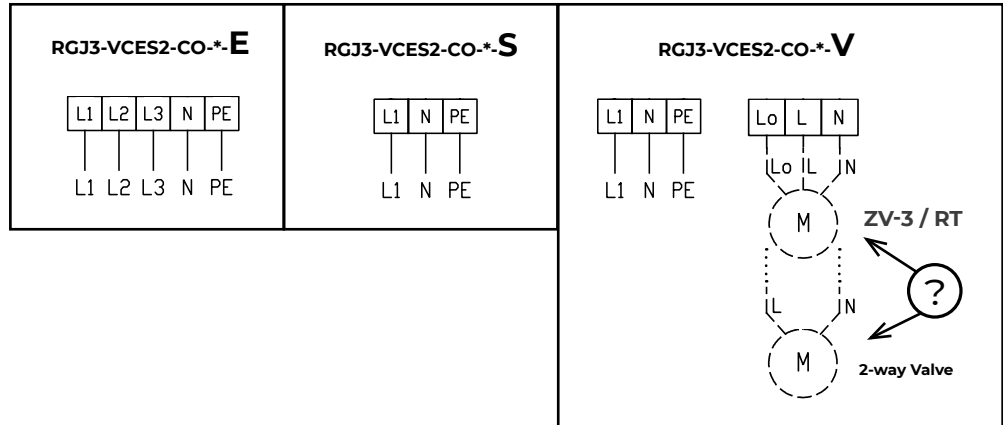 RGJ3-VCES2-CO-*-E
L1 L2 L3 N PE
L1 L2 L3 N PE
RGJ3-VCES2-CO-*-S
L1 N PE
L1 N PE
RGJ3-VCES2-CO-*-V
L1 N PE
L1 N PE
Lo L N
Lo L N
M
ZV-3 / RT
?
L N
M
2-way Valve